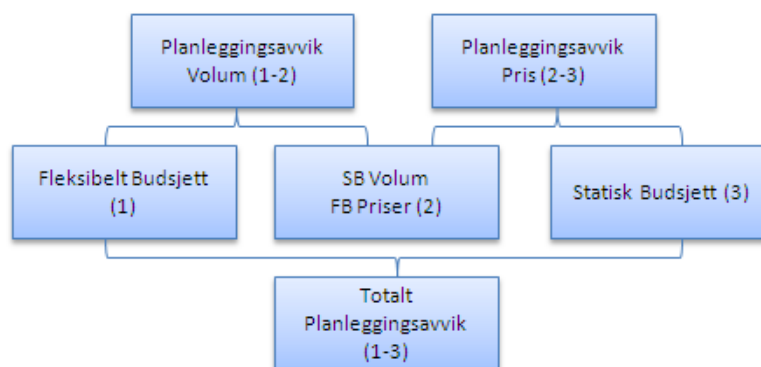 Planleggingsavvik
Volum (1-2)
Planleggingsavvik
Pris (2-3)
Fleksibelt Budsjett
(1)
SB Volum
FB Priser (2)
Statisk Budsjett (3)
Totalt
Planleggingsavvik
(1-3)